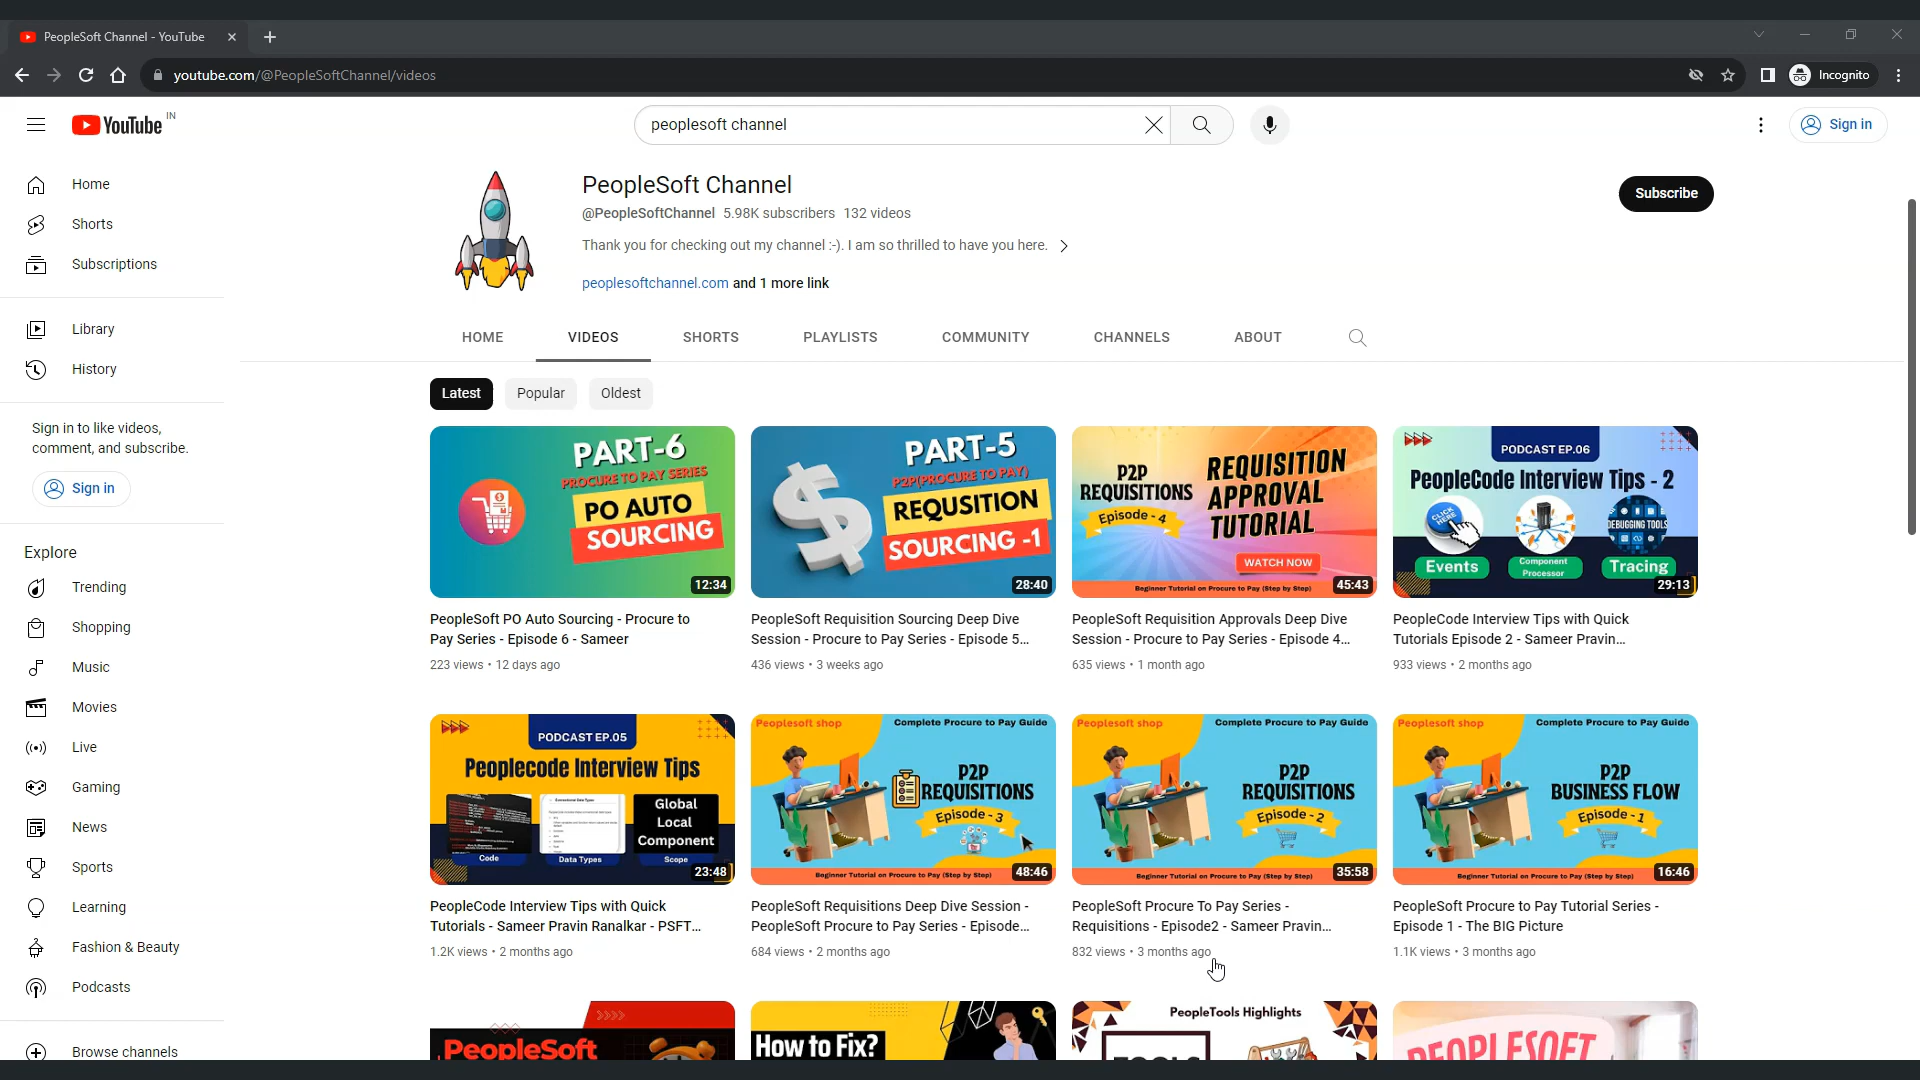 PeopleSoft Channel - YouTube
youtube.com/@PeopleSoftChannel/videos
Incognito
YouTube IN
peoplesoft channel
Sign in
Home
Shorts
Subscriptions
Library
History
Sign in to like videos,
comment, and subscribe.
Sign in
Explore
Trending
Shopping
Music
Movies
Live
Gaming
News
Sports
Learning
Fashion & Beauty
Podcasts
Browse channels
PeopleSoft Channel
@PeopleSoftChannel 5.98K subscribers 132 videos
Thank you for checking out my channel :-). I am so thrilled to have you here.
peoplesoftchannel.com and 1 more link
Subscribe
HOME VIDEOS SHORTS PLAYLISTS COMMUNITY CHANNELS ABOUT
Latest Popular Oldest
PART-6
PROCURE TO PAY SERIES
PO AUTO
SOURCING
12:34
PeopleSoft PO Auto Sourcing - Procure to
Pay Series - Episode 6 - Sameer
223 views • 12 days ago
PART-5
P2P(PROCURE TO PAY)
REQUSITION
SOURCING -1
28:40
PeopleSoft Requisition Sourcing Deep Dive
Session - Procure to Pay Series - Episode 5...
436 views • 3 weeks ago
P2P
REQUISITIONS
Episode - 4
REQUISITION
APPROVAL
TUTORIAL
WATCH NOW
Beginner Tutorial on Procure to Pay (Step by Step)
45:43
PeopleSoft Requisition Approvals Deep Dive
Session - Procure to Pay Series - Episode 4...
635 views • 1 month ago
PODCAST EP.06
PeopleCode Interview Tips - 2
CLICK HERE
DEBUGGING TOOLS
Events
Component
Processor
Tracing
29:13
PeopleCode Interview Tips with Quick
Tutorials Episode 2 - Sameer Pravin...
933 views • 2 months ago
PODCAST EP.05
Peoplecode Interview Tips
Global
Local
Component
Code
Data Types
Scope
23:48
PeopleCode Interview Tips with Quick
Tutorials - Sameer Pravin Ranalkar - PSFT...
1.2K views • 2 months ago
Peoplesoft shop Complete Procure to Pay Guide
P2P
REQUISITIONS
Episode - 3
Beginner Tutorial on Procure to Pay (Step by Step)
48:46
PeopleSoft Requisitions Deep Dive Session -
PeopleSoft Procure to Pay Series - Episode...
684 views • 2 months ago
Peoplesoft shop Complete Procure to Pay Guide
P2P
REQUISITIONS
Episode - 2
Beginner Tutorial on Procure to Pay (Step by Step)
35:58
PeopleSoft Procure To Pay Series -
Requisitions - Episode2 - Sameer Pravin...
832 views • 3 months ago
Peoplesoft shop Complete Procure to Pay Guide
P2P
BUSINESS FLOW
Episode - 1
Beginner Tutorial on Procure to Pay (Step by Step)
16:46
PeopleSoft Procure to Pay Tutorial Series -
Episode 1 - The BIG Picture
1.1K views • 3 months ago
PeopleSoft
How to Fix?
PeopleTools Highlights
TOOLS
PEOPLESOFT